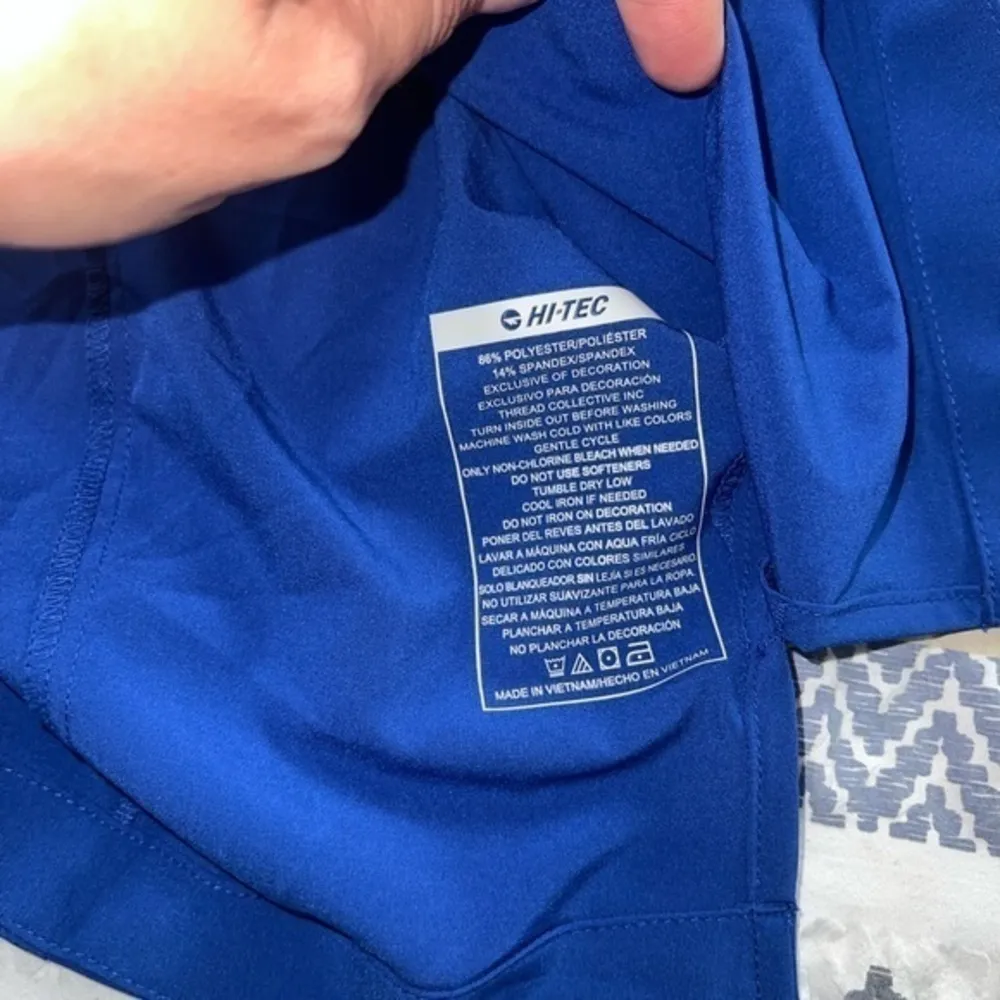 HI-TEC
86% POLYESTER/POLIÉSTER
14% SPANDEX/SPANDEX
EXCLUSIVE OF DECORATION
EXCLUSIVO PARA DECORACIÓN
THREAD COLLECTIVE INC
TURN INSIDE OUT BEFORE WASHING
MACHINE WASH COLD WITH LIKE COLORS
GENTLE CYCLE
ONLY NON-CHLORINE BLEACH WHEN NEEDED
DO NOT USE SOFTENERS
TUMBLE DRY LOW
COOL IRON IF NEEDED
DO NOT IRON ON DECORATION
PONER DEL REVES ANTES DEL LAVADO
LAVAR A MÁQUINA CON AQUA FRÍA CICLO
DELICADO CON COLORES SIMILARES
SOLO BLANQUEADOR SIN LEJÍA SI ES NECESARIO
NO UTILIZAR SUAVIZANTE PARA LA ROPA
SECAR A MÁQUINA A TEMPERATURA BAJA
PLANCHAR A TEMPERATURA BAJA
NO PLANCHAR LA DECORACIÓN
MADE IN VIETNAM/HECHO EN VIETNAM